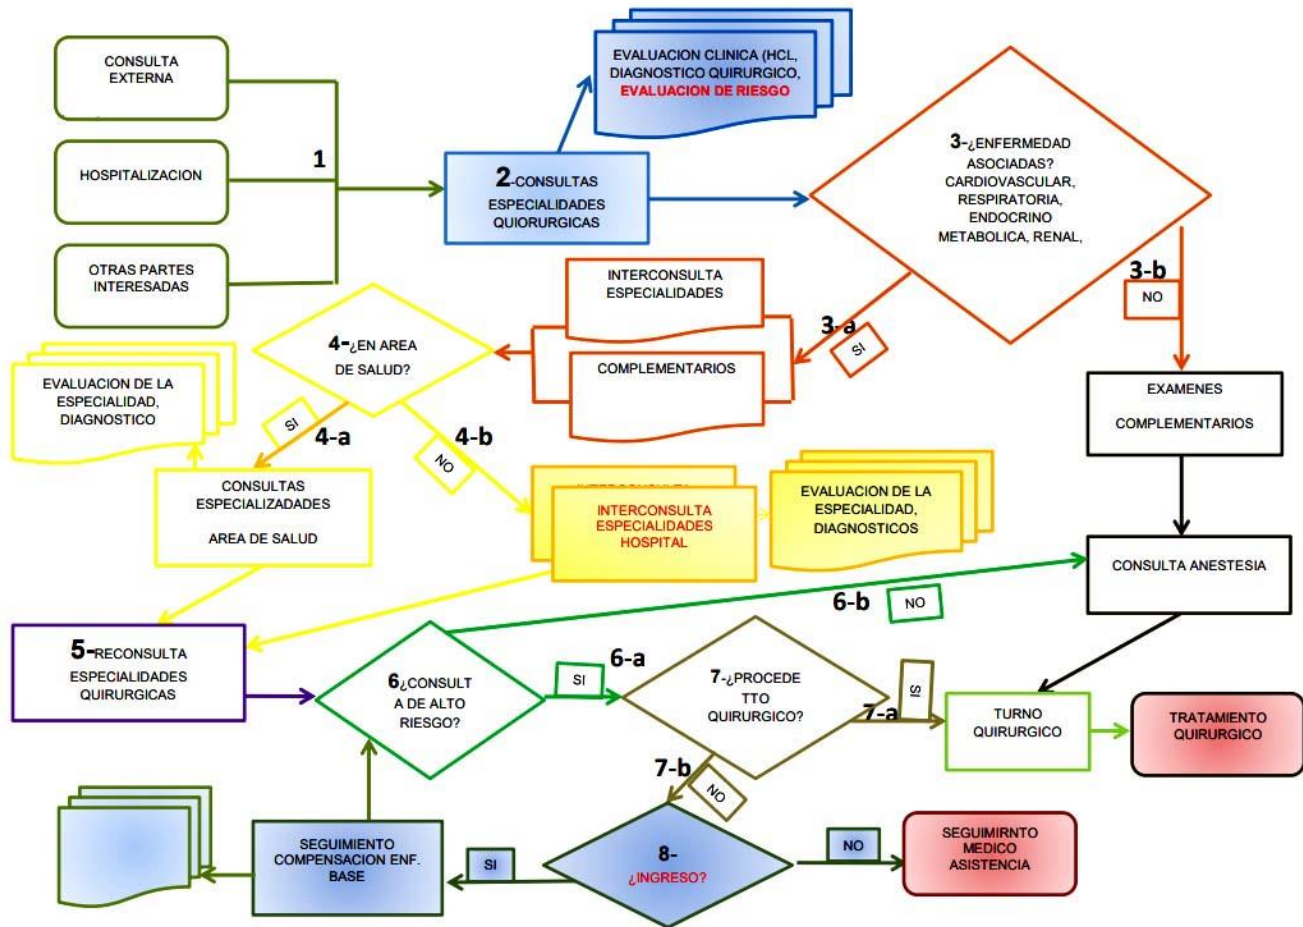 CONSULTA
EXTERNA
HOSPITALIZACION
OTRAS PARTES
INTERESADAS
1
2-CONSULTAS
ESPECIALIDADES
QUIORURGICAS
EVALUACION CLINICA (HCL,
DIAGNOSTICO QUIRURGICO,
EVALUACION DE RIESGO
3-¿ENFERMEDAD
ASOCIADAS?
CARDIOVASCULAR,
RESPIRATORIA,
ENDOCRINO
METABOLICA, RENAL,
3-b
NO
3-a
SI
INTERCONSULTA
ESPECIALIDADES
COMPLEMENTARIOS
4-¿EN AREA
DE SALUD?
EVALUACION DE LA
ESPECIALIDAD,
DIAGNOSTICO
SI
4-a
4-b
NO
CONSULTAS
ESPECIALIZADADES
AREA DE SALUD
INTERCONSULTA
ESPECIALIDADES
HOSPITAL
EVALUACION DE LA
ESPECIALIDAD,
DIAGNOSTICOS
EXAMENES
COMPLEMENTARIOS
CONSULTA ANESTESIA
6-b
NO
5-RECONSULTA
ESPECIALIDADES
QUIRURGICAS
6¿CONSULT
A DE ALTO
RIESGO?
6-a
SI
7-¿PROCEDE
TTO
QUIRURGICO?
SI
7-a
TURNO
QUIRURGICO
TRATAMIENTO
QUIRURGICO
7-b
NO
SEGUIMIENTO
COMPENSACION ENF.
BASE
SI
8-
¿INGRESO?
NO
SEGUIMIRNTO
MEDICO
ASISTENCIA